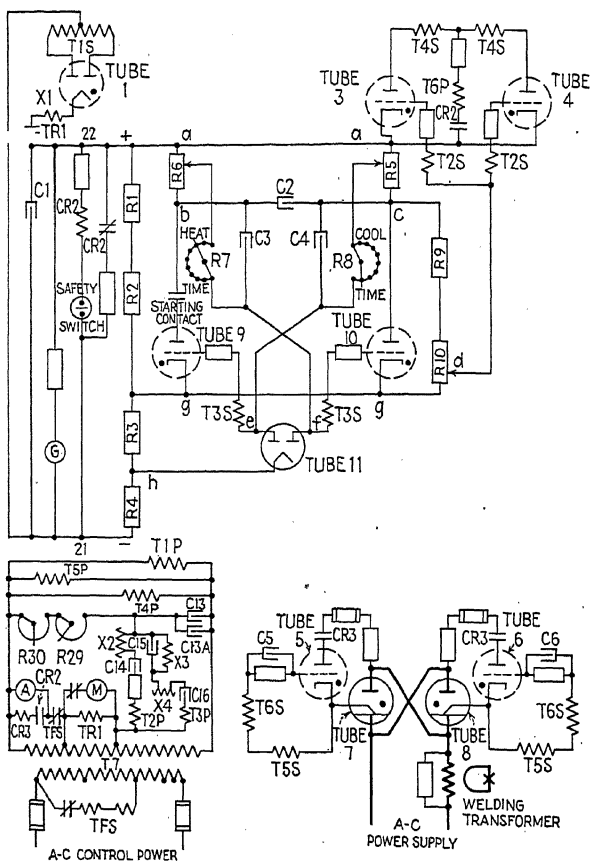 T1S
TUBE
1
X1
TR1
22
+
a
a
T4S
T4S
TUBE
3
T6P
CR2
TUBE
4
T2S
T2S
C1
CR2
CR2
SAFETY
SWITCH
G
R1
R2
R3
R4
R6
R5
C2
b
c
HEAT
R7
TIME
C3
C4
COOL
R8
TIME
STARTING
CONTACT
TUBE 9
TUBE
10
R9
R10
d
g
g
T3S
e
f
T3S
TUBE 11
h
21
-
T1P
T5P
T4P
C13
C13A
R30
R29
X2
C15
X3
C14
X4
C16
T2P
T3P
A
CR2
M
CR3
TFS
TR1
T7
TFS
A-C CONTROL POWER
TUBE
5
CR3
C5
T6S
T5S
TUBE
7
CR3
TUBE
6
C6
T6S
T5S
TUBE
8
WELDING
TRANSFORMER
A-C
POWER SUPPLY